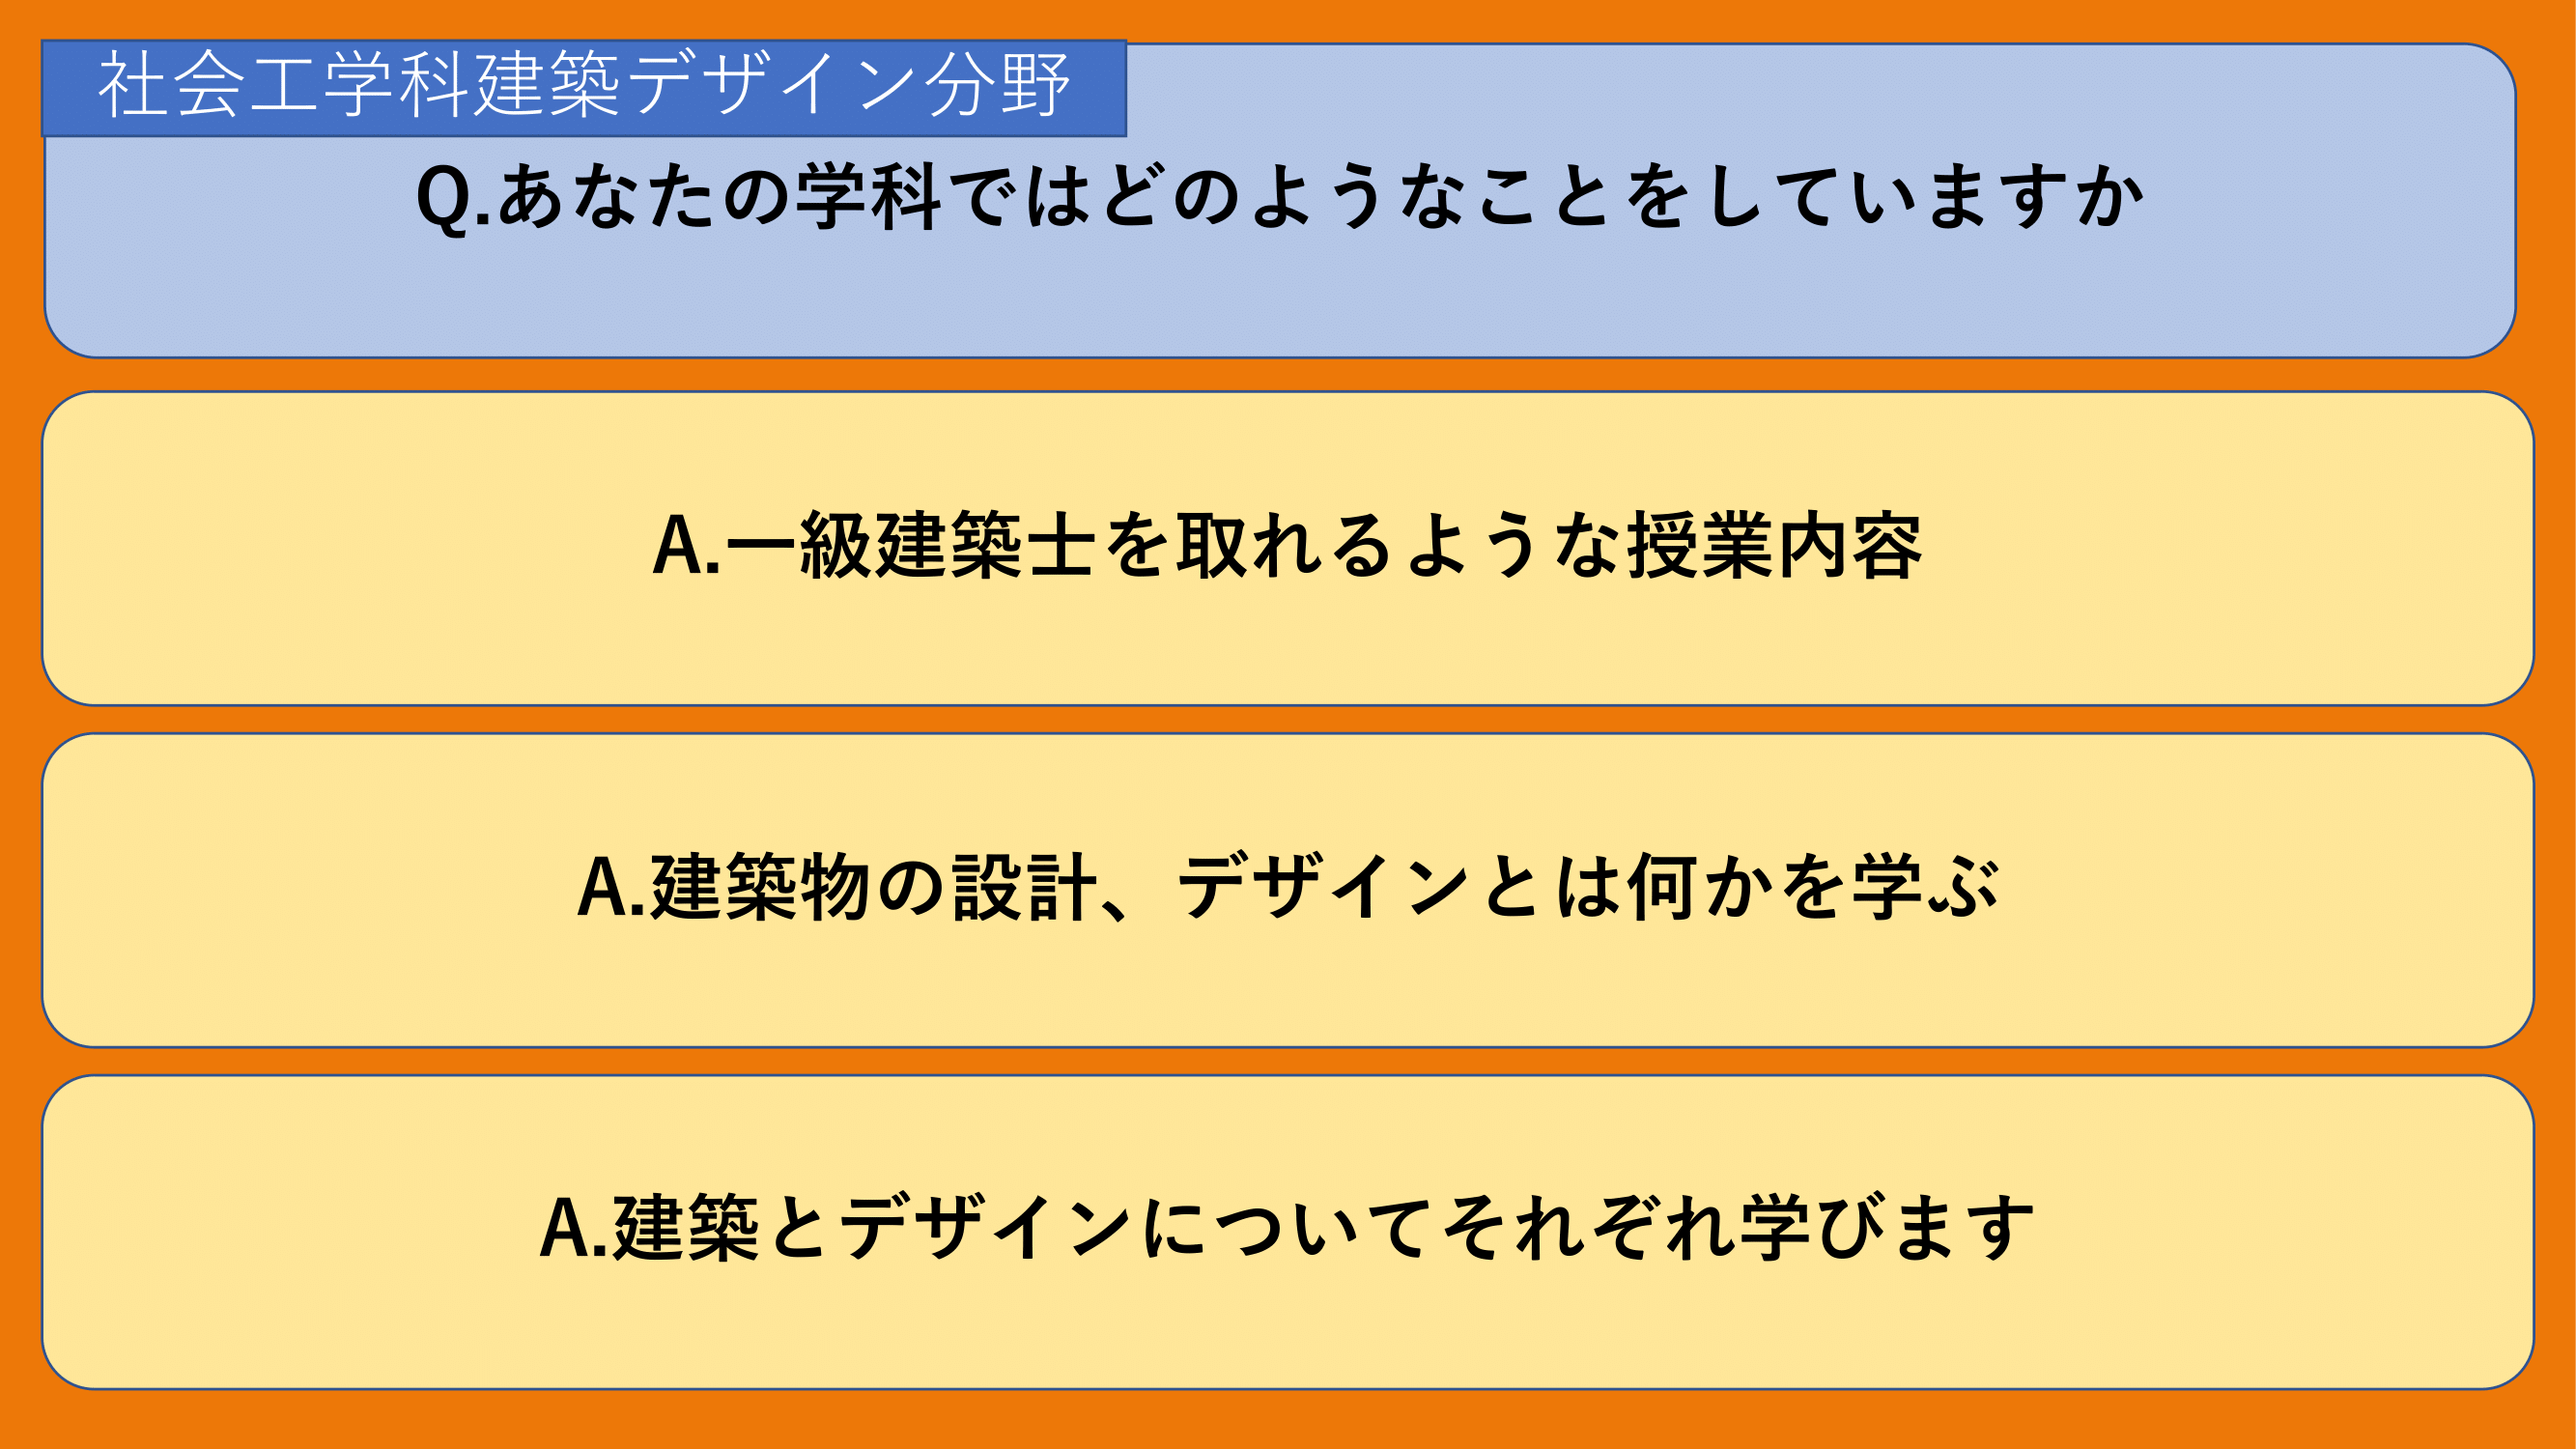 社会工学科建築デザイン分野
Q.あなたの学科ではどのようなことをしていますか
A.一級建築士を取れるような授業内容
A.建築物の設計、デザインとは何かを学ぶ
A.建築とデザインについてそれぞれ学びます